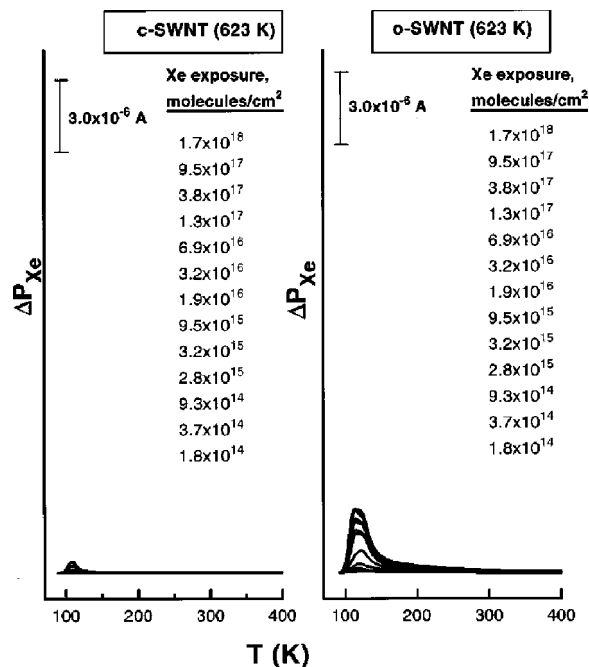 c-SWNT (623 K)
Xe exposure,
molecules/cm²
3.0x10⁻⁶ A
1.7x10¹⁸
9.5x10¹⁷
3.8x10¹⁷
1.3x10¹⁷
6.9x10¹⁶
3.2x10¹⁶
1.9x10¹⁶
9.5x10¹⁵
3.2x10¹⁵
2.8x10¹⁵
9.3x10¹⁴
3.7x10¹⁴
1.8x10¹⁴
ΔP_Xe
100 200 300 400
o-SWNT (623 K)
Xe exposure,
molecules/cm²
3.0x10⁻⁶ A
1.7x10¹⁸
9.5x10¹⁷
3.8x10¹⁷
1.3x10¹⁷
6.9x10¹⁶
3.2x10¹⁶
1.9x10¹⁶
9.5x10¹⁵
3.2x10¹⁵
2.8x10¹⁵
9.3x10¹⁴
3.7x10¹⁴
1.8x10¹⁴
ΔP_Xe
100 200 300 400
T (K)